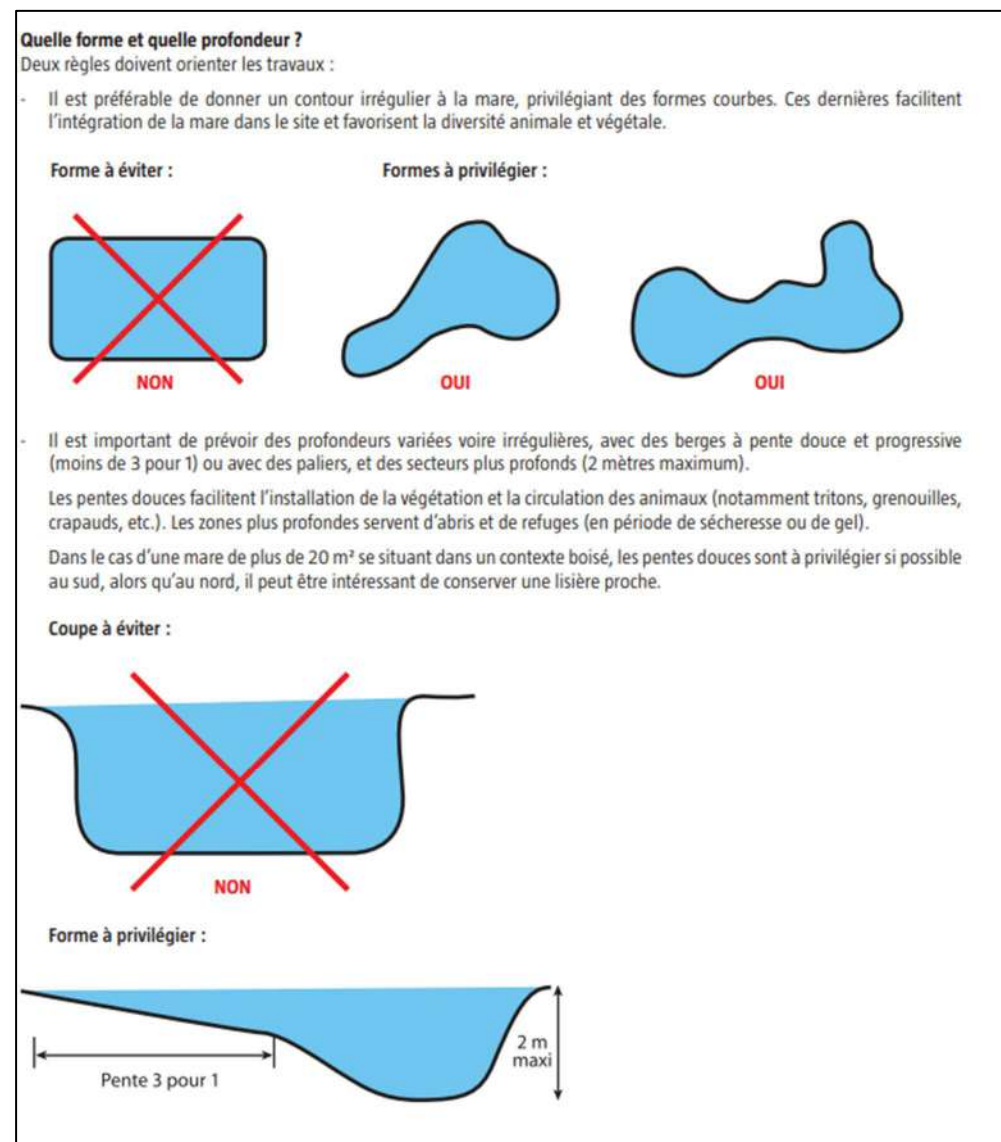 Quelle forme et quelle profondeur ?
Deux règles doivent orienter les travaux :
- Il est préférable de donner un contour irrégulier à la mare, privilégiant des formes courbes. Ces dernières facilitent
l'intégration de la mare dans le site et favorisent la diversité animale et végétale.
Forme à éviter :
Formes à privilégier :
NON
OUI
OUI
- Il est important de prévoir des profondeurs variées voire irrégulières, avec des berges à pente douce et progressive
(moins de 3 pour 1) ou avec des paliers, et des secteurs plus profonds (2 mètres maximum).
Les pentes douces facilitent l'installation de la végétation et la circulation des animaux (notamment tritons, grenouilles,
crapauds, etc.). Les zones plus profondes servent d'abris et de refuges (en période de sécheresse ou de gel).
Dans le cas d'une mare de plus de 20 m² se situant dans un contexte boisé, les pentes douces sont à privilégier si possible
au sud, alors qu'au nord, il peut être intéressant de conserver une lisière proche.
Coupe à éviter :
NON
Forme à privilégier :
Pente 3 pour 1
2 m
maxi